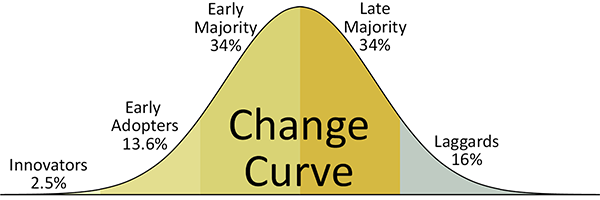 Innovators
2.5%
Early
Adopters
13.6%
Early
Majority
34%
Late
Majority
34%
Laggards
16%
Change
Curve